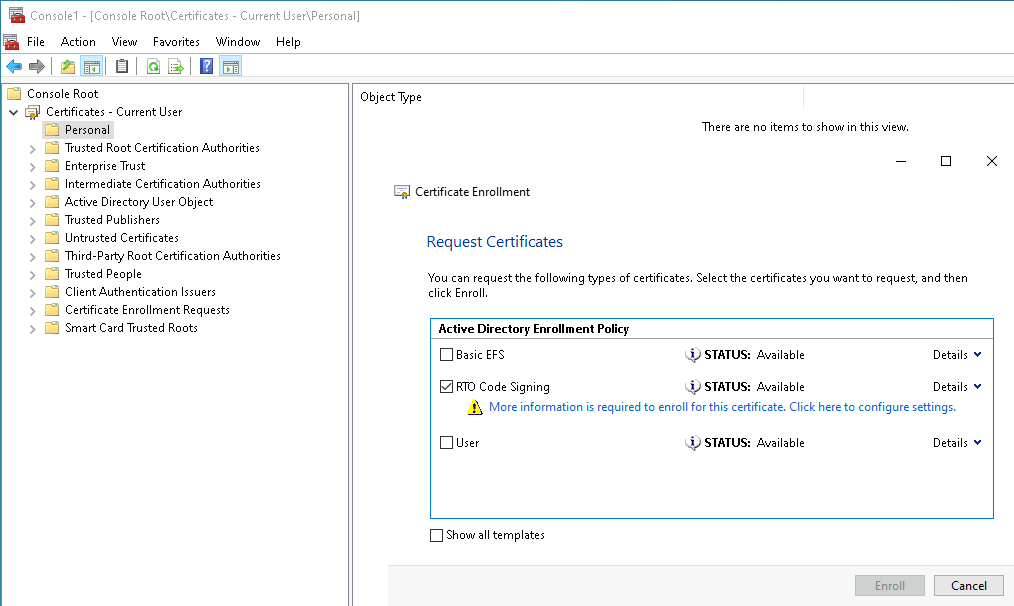 Console1 - [Console Root\Certificates - Current User\Personal]
File Action View Favorites Window Help
Console Root
Certificates - Current User
Personal
Trusted Root Certification Authorities
Enterprise Trust
Intermediate Certification Authorities
Active Directory User Object
Trusted Publishers
Untrusted Certificates
Third-Party Root Certification Authorities
Trusted People
Client Authentication Issuers
Certificate Enrollment Requests
Smart Card Trusted Roots
Object Type
There are no items to show in this view.
Certificate Enrollment
Request Certificates
You can request the following types of certificates. Select the certificates you want to request, and then
click Enroll.
Active Directory Enrollment Policy
Basic EFS STATUS: Available Details
RTO Code Signing STATUS: Available Details
More information is required to enroll for this certificate. Click here to configure settings.
User STATUS: Available Details
Show all templates
Enroll Cancel